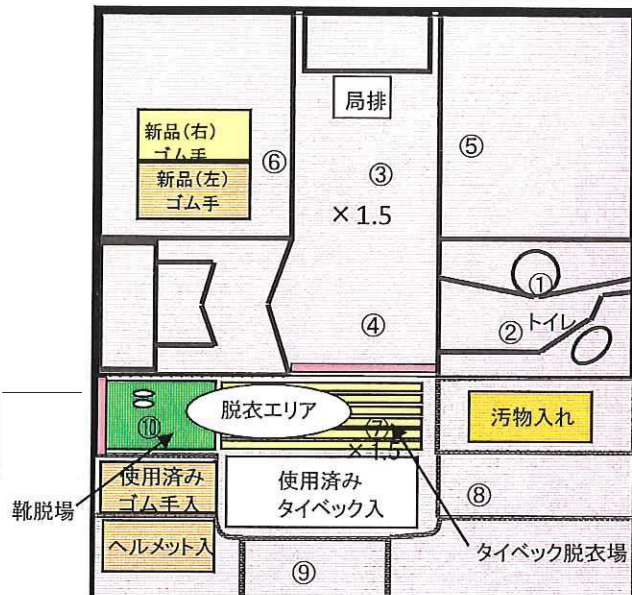 局排
新品(右)
ゴム手
新品(左)
ゴム手
⑥
③
×1.5
⑤
①
②
トイレ
④
⑩
脱衣エリア
⑦
×1.5
汚物入れ
使用済み
ゴム手入
使用済み
タイベック入
⑧
靴脱場
ヘルメット入
⑨
タイベック脱衣場